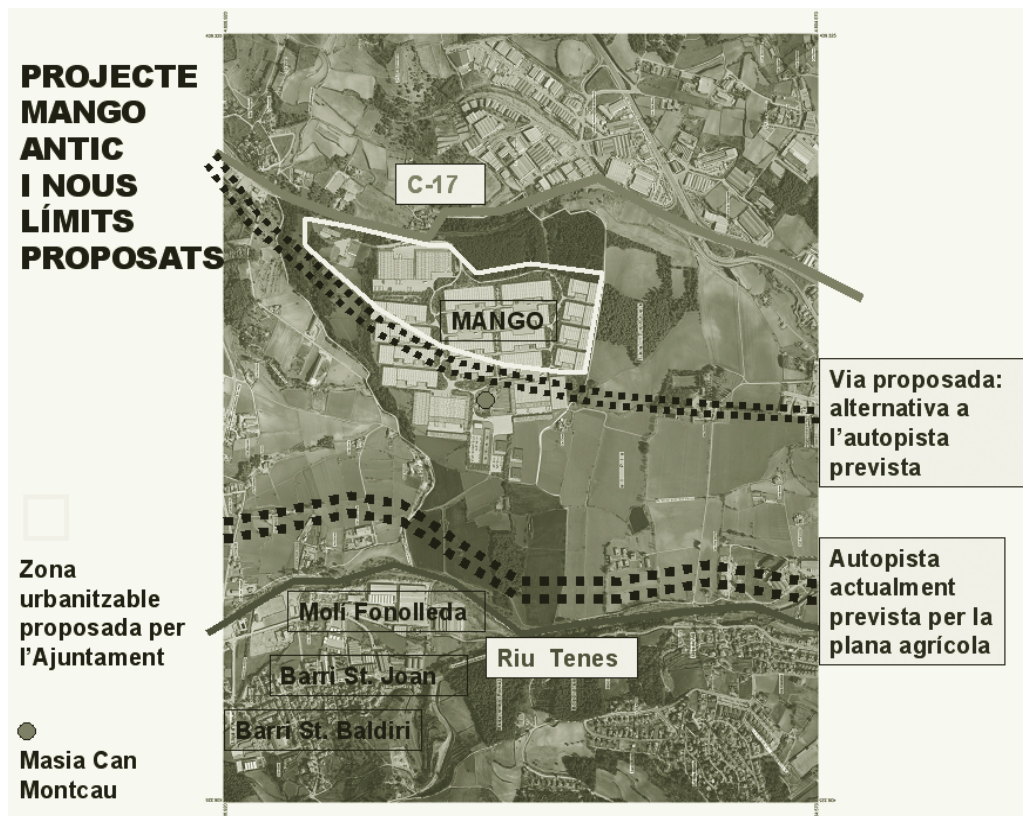 PROJECTE
MANGO
ANTIC
I NOUS
LÍMITS
PROPOSATS
C-17
MANGO
Via proposada:
alternativa a
l'autopista
prevista
Autopista
actualment
prevista per la
plana agrícola
Zona
urbanitzable
proposada per
l'Ajuntament
Molí Fonolleda
Riu Tenes
Barri St. Joan
Barri St. Baldiri
Masia Can
Montcau